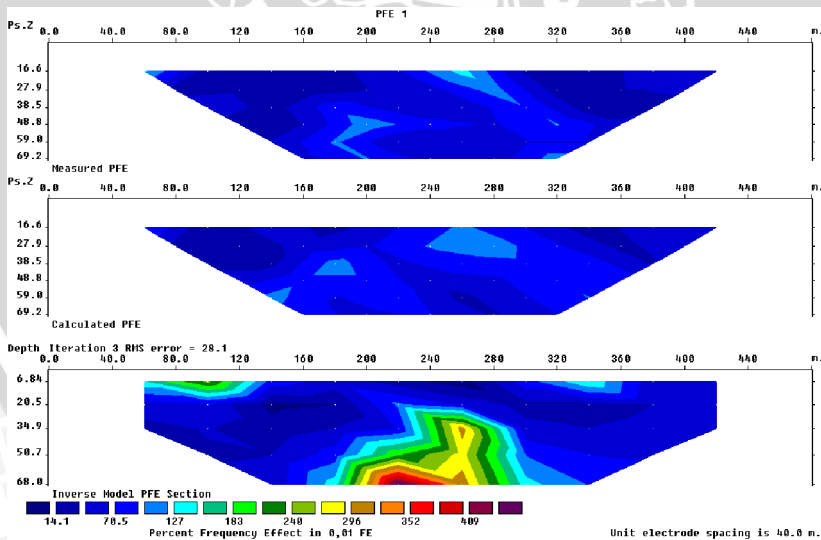 PFE 1
Ps.Z 0.0 40.0 80.0 120 160 200 240 280 320 360 400 440 m.
16.6
27.9
38.5
48.8
59.0
69.2
Measured PFE
Ps.Z 0.0 40.0 80.0 120 160 200 240 280 320 360 400 440 m.
16.6
27.9
38.5
48.8
59.0
69.2
Calculated PFE
Depth Iteration 3 RMS error = 28.1
0.0 40.0 80.0 120 160 200 240 280 320 360 400 440 m.
6.84
20.5
34.9
50.7
68.0
Inverse Model PFE Section
14.1 70.5 127 183 240 296 352 409
Percent Frequency Effect in 0,01 FE
Unit electrode spacing is 40.0 m.